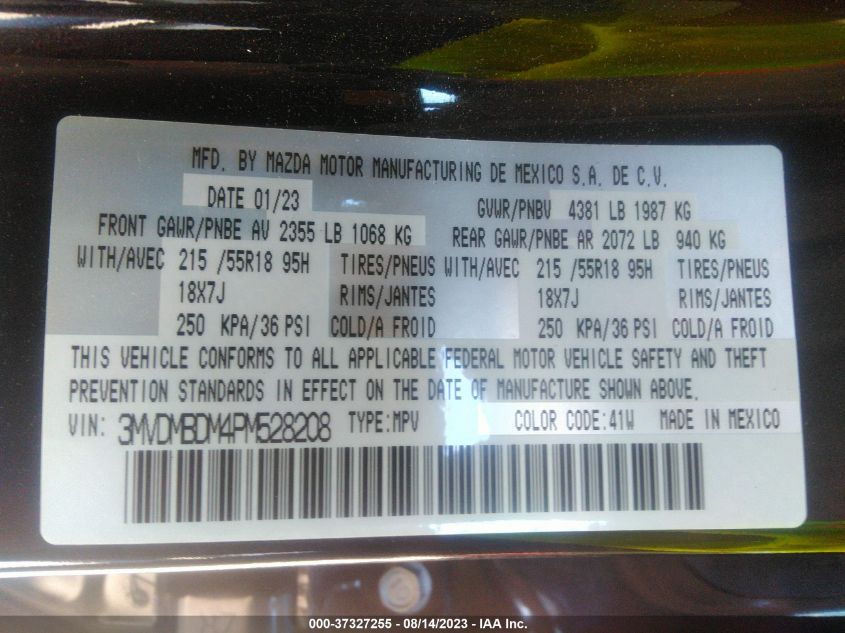 MFD. BY MAZDA MOTOR MANUFACTURING DE MEXICO S.A. DE C.V.
DATE 01/23 GVWR/PNBV 4381 LB 1987 KG
FRONT GAWR/PNBE AV 2355 LB 1068 KG REAR GAWR/PNBE AR 2072 LB 940 KG
WITH/AVEC 215 /55R18 95H TIRES/PNEUS WITH/AVEC 215 /55R18 95H TIRES/PNEUS
18X7J RIMS/JANTES 18X7J RIMS/JANTES
250 KPA/36 PSI COLD/A FROID 250 KPA/36 PSI COLD/A FROID
THIS VEHICLE CONFORMS TO ALL APPLICABLE FEDERAL MOTOR VEHICLE SAFETY AND THEFT
PREVENTION STANDARDS IN EFFECT ON THE DATE OF MANUFACTURE SHOWN ABOVE.
VIN: 3MVDMBDM4PM528208 TYPE:MPV COLOR CODE:41W MADE IN MEXICO
000-37327255 - 08/14/2023 - IAA Inc.